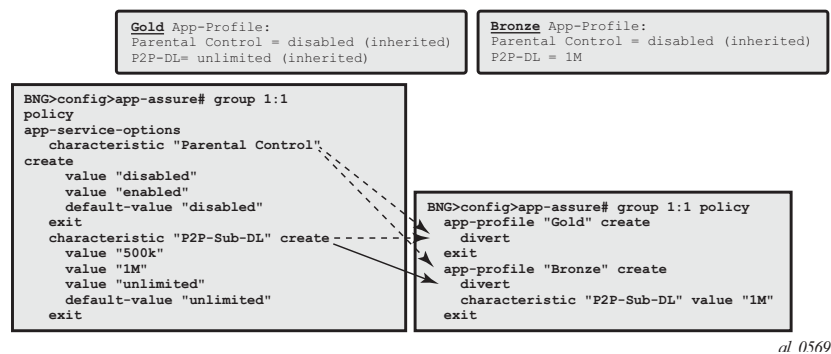 Gold App-Profile:
Parental Control = disabled (inherited)
P2P-DL= unlimited (inherited)
Bronze App-Profile:
Parental Control = disabled (inherited)
P2P-DL = 1M
BNG>config>app-assure# group 1:1
policy
app-service-options
characteristic "Parental Control"
create
value "disabled"
value "enabled"
default-value "disabled"
exit
characteristic "P2P-Sub-DL" create
value "500k"
value "1M"
value "unlimited"
default-value "unlimited"
exit
BNG>config>app-assure# group 1:1 policy
app-profile "Gold" create
divert
exit
app-profile "Bronze" create
divert
characteristic "P2P-Sub-DL" value "1M"
exit
al_0569